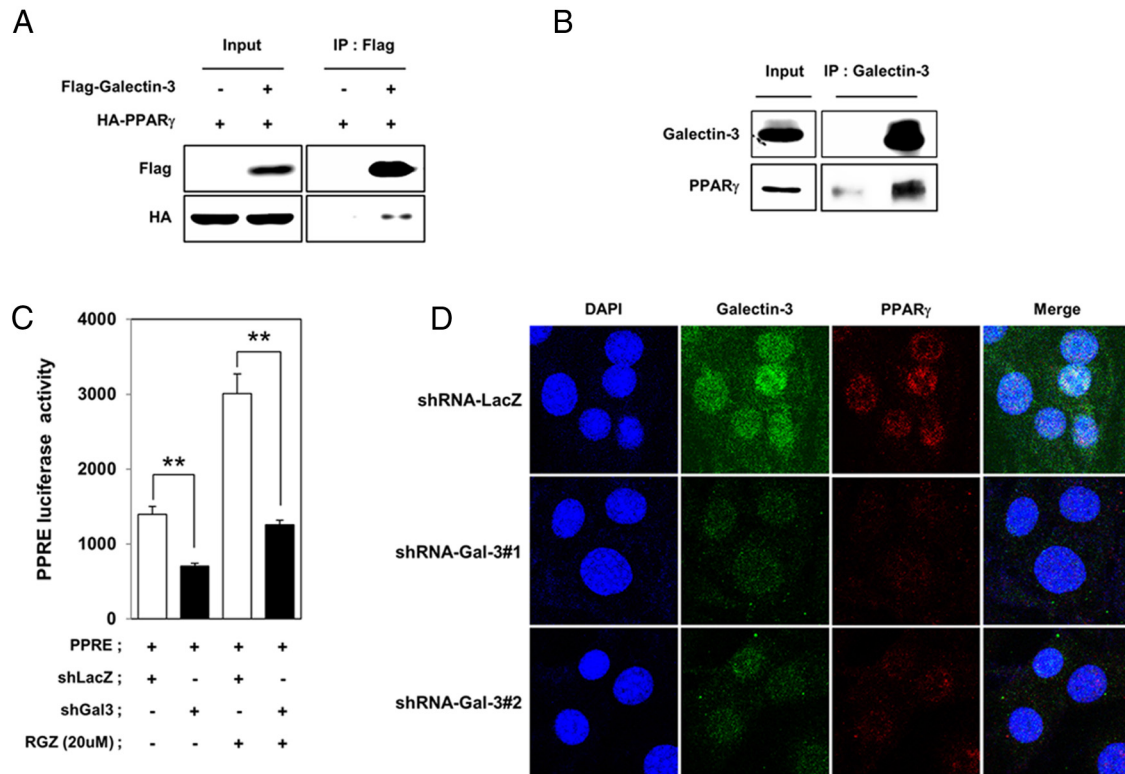 A
Input IP : Flag
Flag-Galectin-3 - + - +
HA-PPARγ + + + +
Flag
HA
B
Input IP : Galectin-3
Galectin-3
PPARγ
C
PPRE luciferase activity
4000
3000
2000
1000
0
** **
PPRE ; + + + +
shLacZ ; + - + -
shGal3 ; - + - +
RGZ (20uM) ; - - + +
D
DAPI Galectin-3 PPARγ Merge
shRNA-LacZ
shRNA-Gal-3#1
shRNA-Gal-3#2